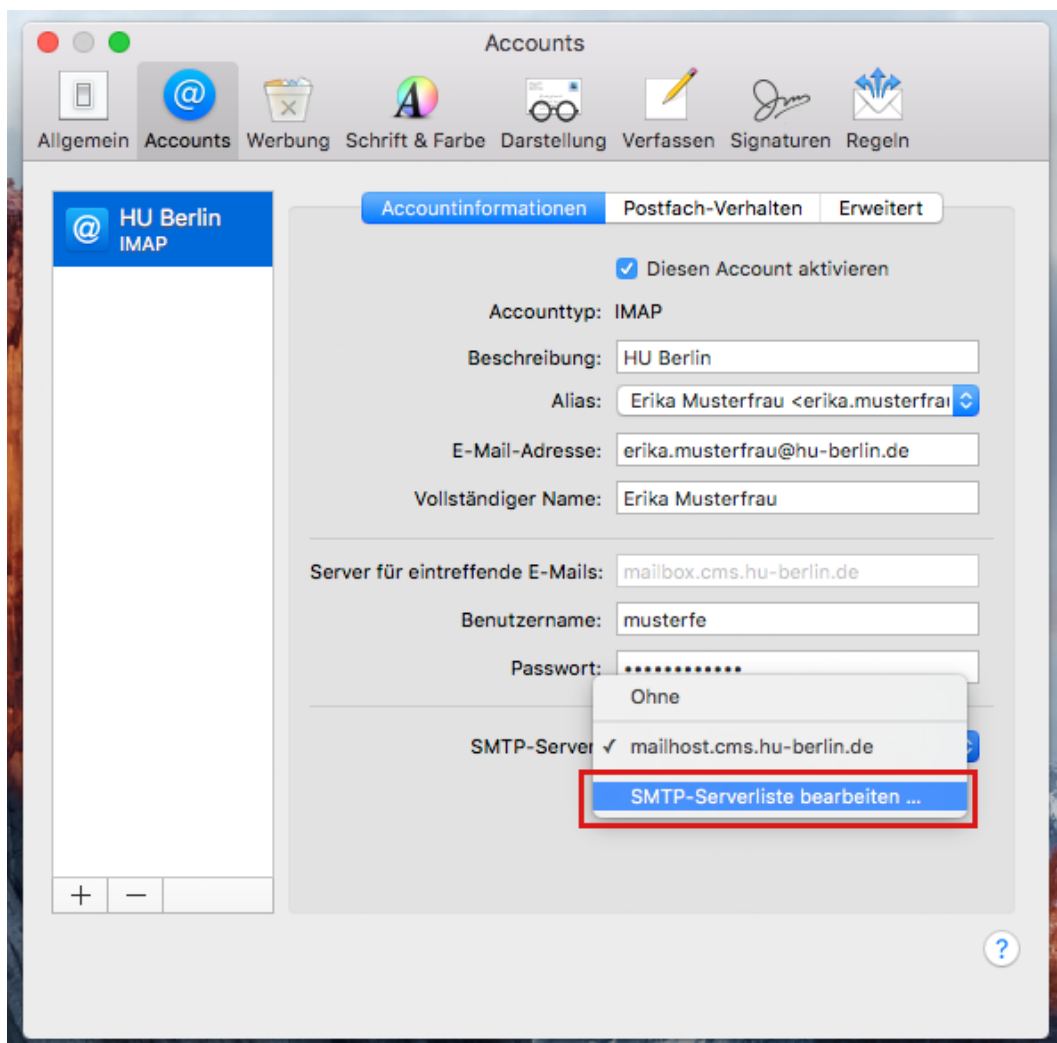 Accounts
Allgemein Accounts Werbung Schrift & Farbe Darstellung Verfassen Signaturen Regeln
HU Berlin
IMAP
Accountinformationen Postfach-Verhalten Erweitert
Diesen Account aktivieren
Accounttyp: IMAP
Beschreibung: HU Berlin
Alias: Erika Musterfrau <erika.musterfrau
E-Mail-Adresse: erika.musterfrau@hu-berlin.de
Vollständiger Name: Erika Musterfrau
Server für eintreffende E-Mails: mailbox.cms.hu-berlin.de
Benutzername: musterfe
Passwort: ••••••••••••
Ohne
SMTP-Server ✓ mailhost.cms.hu-berlin.de
SMTP-Serverliste bearbeiten ...
+ −
?